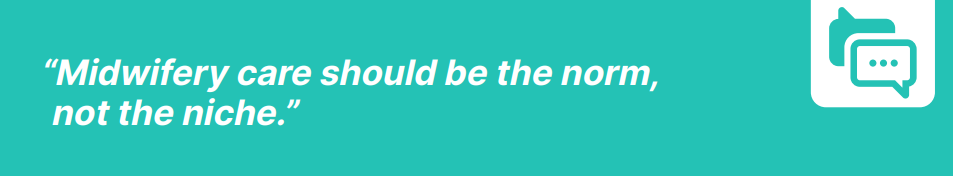 “Midwifery care should be the norm,
not the niche.”